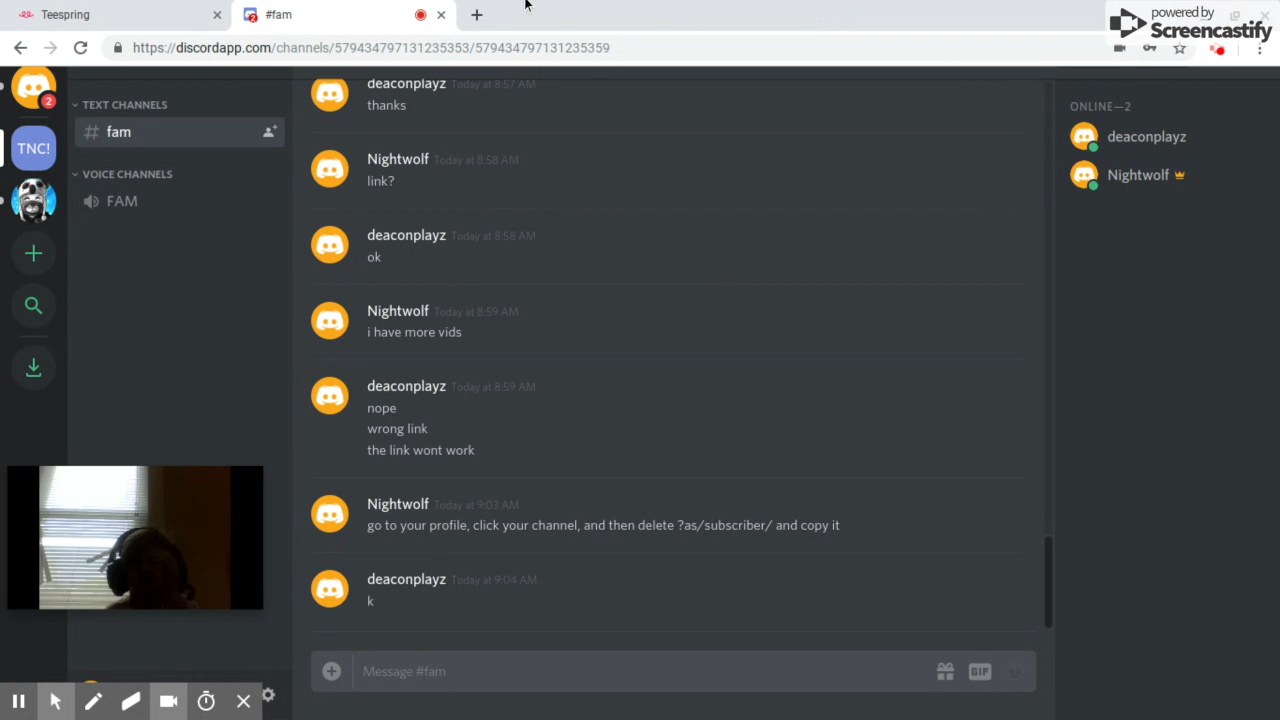 Teespring
#fam
powered by
Screencastify
https://discordapp.com/channels/579434797131235353/579434797131235359
2
2
TNC!
TEXT CHANNELS
fam
VOICE CHANNELS
FAM
deaconplayz Today at 8:57 AM
thanks
Nightwolf Today at 8:58 AM
link?
deaconplayz Today at 8:58 AM
ok
Nightwolf Today at 8:59 AM
i have more vids
deaconplayz Today at 8:59 AM
nope
wrong link
the link wont work
Nightwolf Today at 9:03 AM
go to your profile, click your channel, and then delete ?as/subscriber/ and copy it
deaconplayz Today at 9:04 AM
k
Message #fam
GIF
ONLINE—2
deaconplayz
Nightwolf